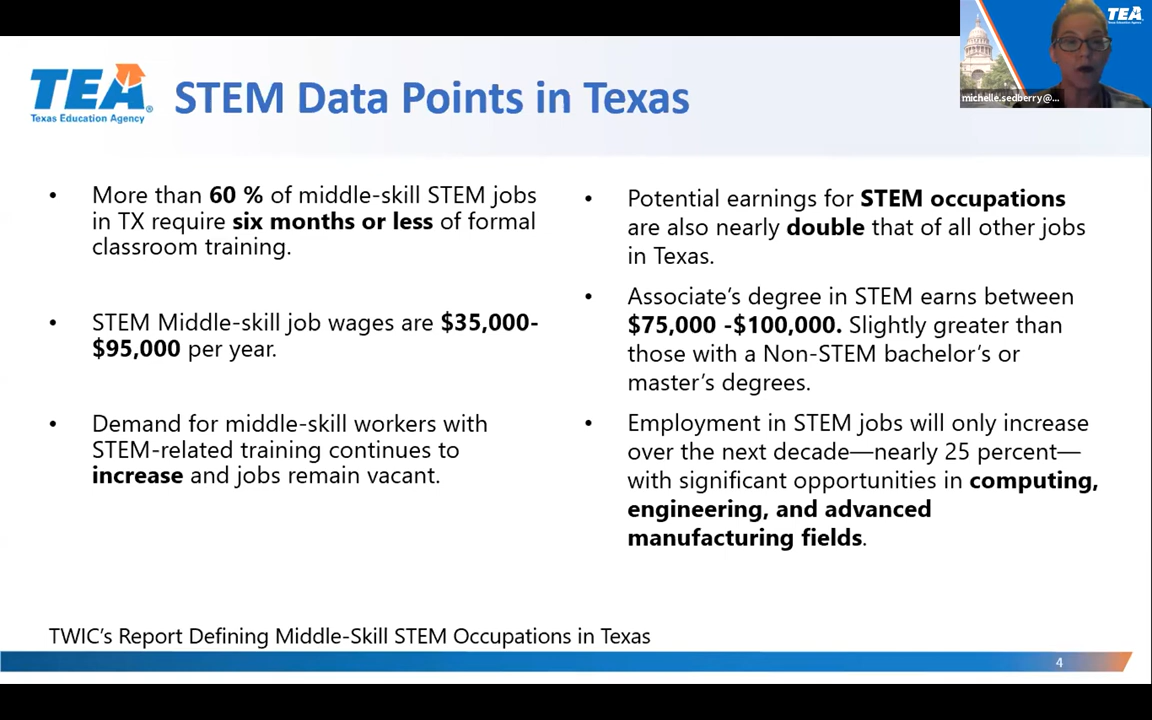 TEA
Texas Education Agency
michelle.sedberry@...
TEA
Texas Education Agency
STEM Data Points in Texas
• More than 60 % of middle-skill STEM jobs
in TX require six months or less of formal
classroom training.
• STEM Middle-skill job wages are $35,000-
$95,000 per year.
• Demand for middle-skill workers with
STEM-related training continues to
increase and jobs remain vacant.
• Potential earnings for STEM occupations
are also nearly double that of all other jobs
in Texas.
• Associate’s degree in STEM earns between
$75,000 -$100,000. Slightly greater than
those with a Non-STEM bachelor’s or
master’s degrees.
• Employment in STEM jobs will only increase
over the next decade—nearly 25 percent—
with significant opportunities in computing,
engineering, and advanced
manufacturing fields.
TWIC’s Report Defining Middle-Skill STEM Occupations in Texas
4